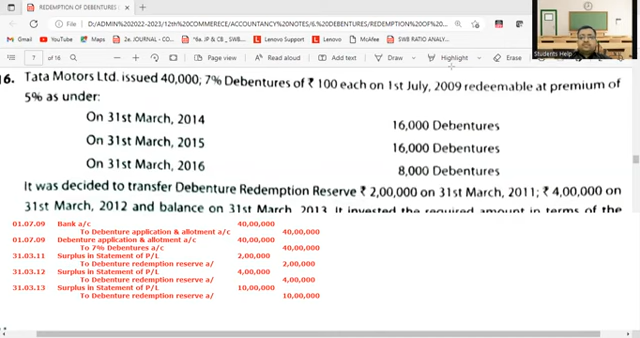 REDEMPTION OF DEBENTURES
File D:/ADMIN%202022-2023/12th%20COMMERECE/ACCOUNTANCY%20NOTES/6.%20DEBENTURES/REDEMPTION%20OF%20...
Gmail YouTube Maps 2e. JOURNAL - CO... *6a. JP & CB _SWB... Lenovo Support Lenovo McAfee SWB RATIO ANALY...
7 of 16 Page view Read aloud Add text Draw Highlight Erase
Students Help
6. Tata Motors Ltd. issued 40,000; 7% Debentures of ₹ 100 each on 1st July, 2009 redeemable at premium of
5% as under:
On 31st March, 2014 16,000 Debentures
On 31st March, 2015 16,000 Debentures
On 31st March, 2016 8,000 Debentures
It was decided to transfer Debenture Redemption Reserve ₹ 2,00,000 on 31st March, 2011; ₹ 4,00,000 on
31st March, 2012 and balance on 31st March, 2013. It invested the required amount in terms of the
01.07.09 Bank a/c 40,00,000
To Debenture application & allotment a/c 40,00,000
01.07.09 Debenture application & allotment a/c 40,00,000
To 7% Debentures a/c 40,00,000
31.03.11 Surplus in Statement of P/L 2,00,000
To Debenture redemption reserve a/ 2,00,000
31.03.12 Surplus in Statement of P/L 4,00,000
To Debenture redemption reserve a/ 4,00,000
31.03.13 Surplus in Statement of P/L 10,00,000
To Debenture redemption reserve a/ 10,00,000